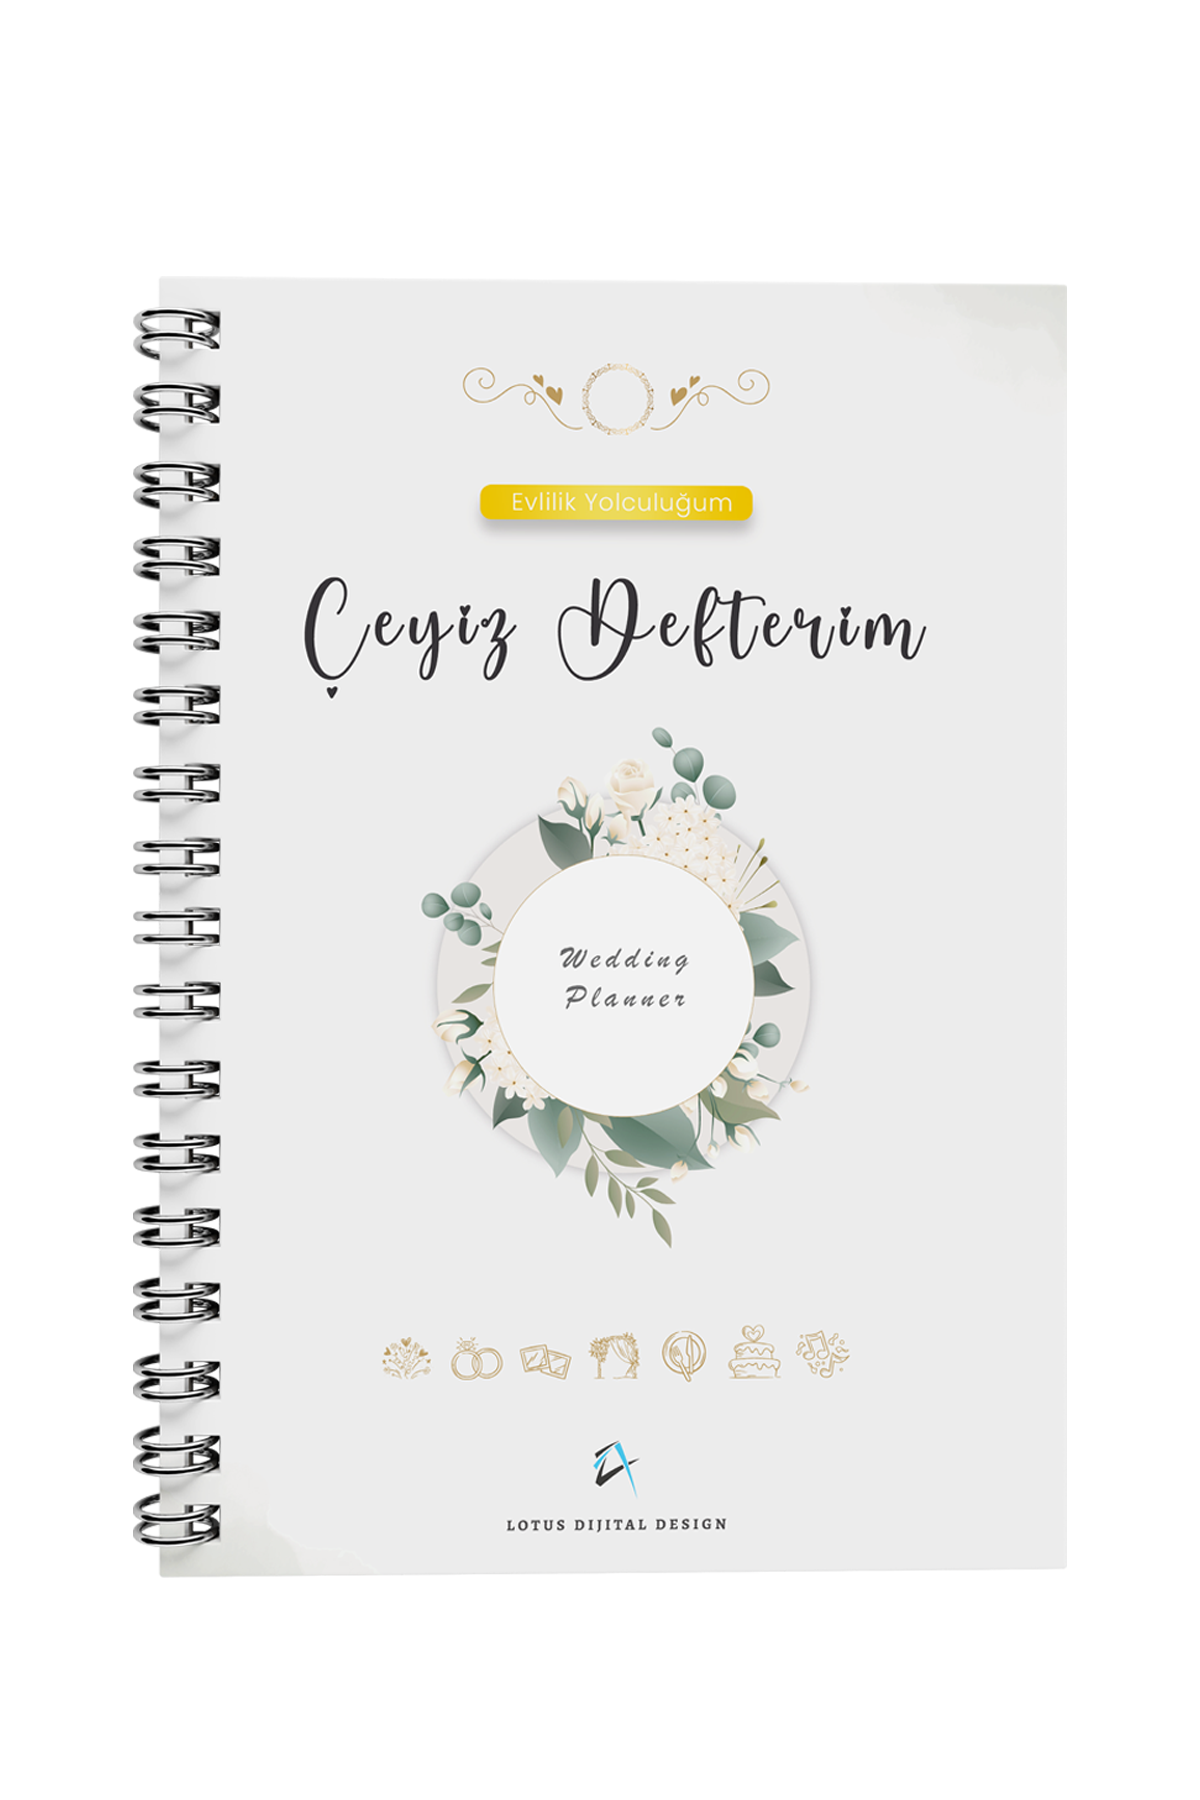 Evlilik Yolculuğum
Çeyiz Defterim
Wedding
Planner
LOTUS DIJITAL DESIGN